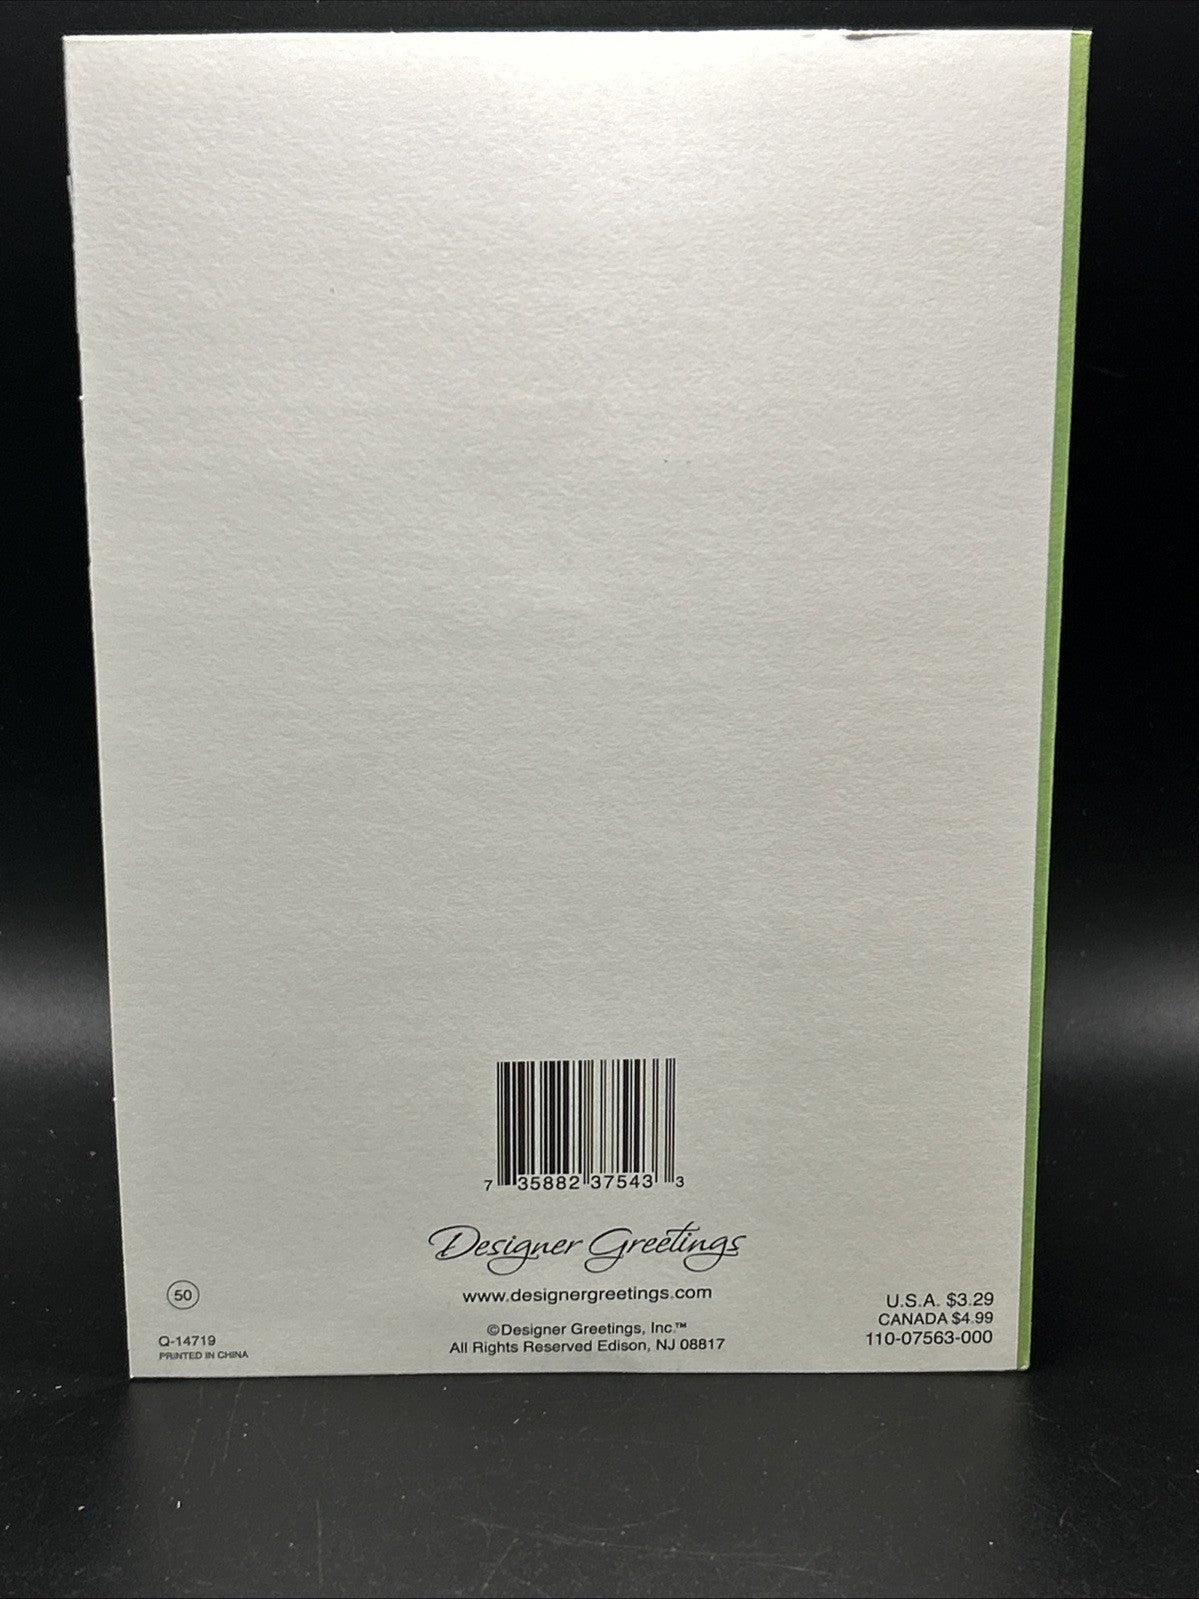 7 35882 37543 3
Designer Greetings
www.designergreetings.com
©Designer Greetings, Inc.™
All Rights Reserved Edison, NJ 08817
50
Q-14719
PRINTED IN CHINA
U.S.A. $3.29
CANADA $4.99
110-07563-000